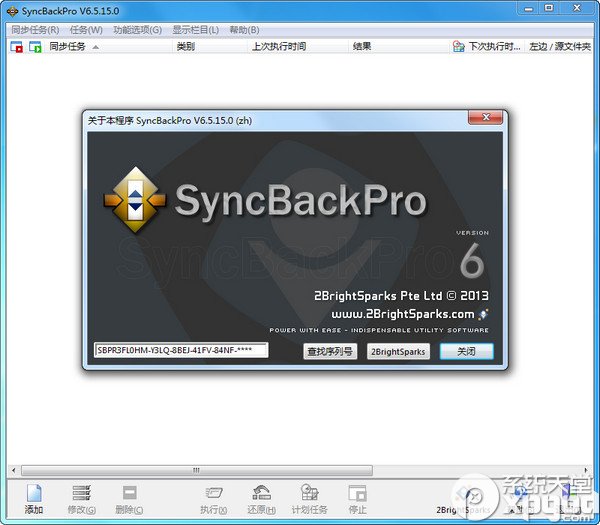 SyncBackPro V6.5.15.0
同步任务(R) 任务(W) 功能选项(G) 显示栏目(L) 帮助(B)
同步任务 类别 上次执行时间 结果 下次执行时... 左边 / 源文件夹
关于本程序 SyncBackPro V6.5.15.0 (zh)
SyncBackPro
SyncBackPro
VERSION
6
2BrightSparks Pte Ltd © 2013
www.2BrightSparks.com
POWER WITH EASE - INDISPENSABLE UTILITY SOFTWARE
SBPR3FL0HM-Y3LQ-8BEJ-41FV-84NF-**** 查找序列号 2BrightSparks 关闭
添加 修改(G) 删除(C) 执行(X) 还原(H) 计划任务 停止 2BrightSparks
系统天堂